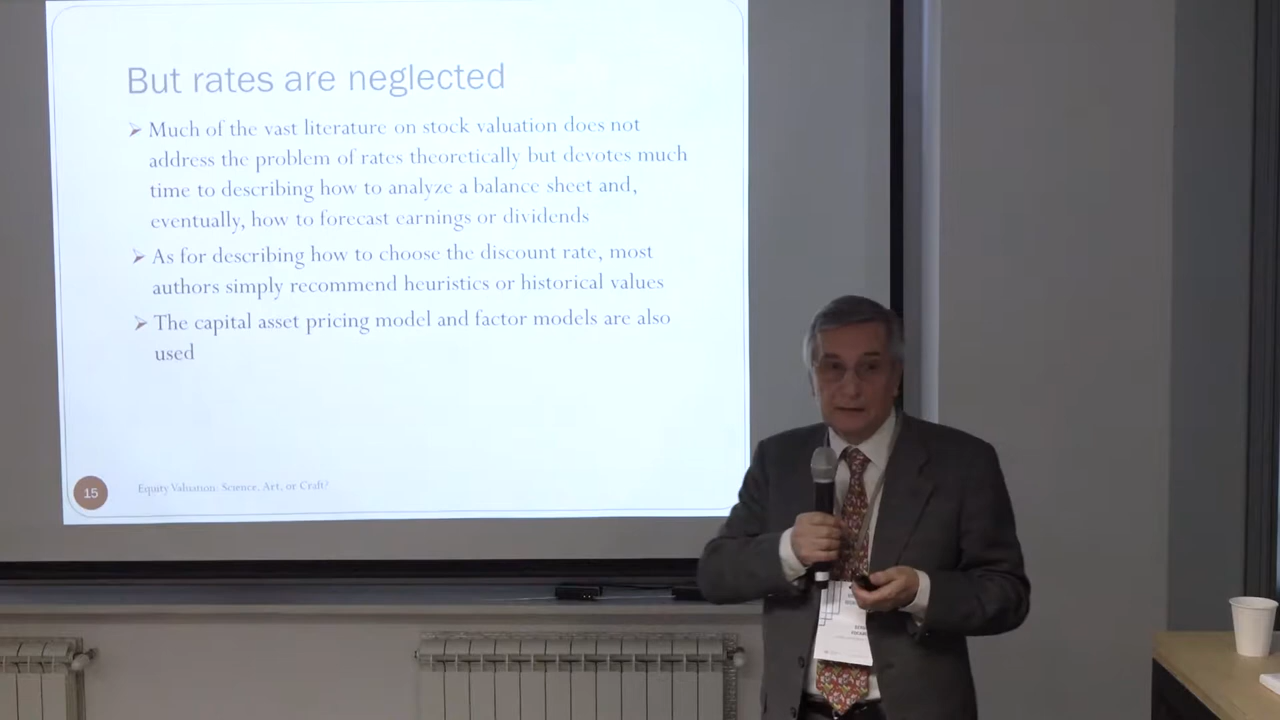 But rates are neglected
Much of the vast literature on stock valuation does not
address the problem of rates theoretically but devotes much
time to describing how to analyze a balance sheet and,
eventually, how to forecast earnings or dividends
As for describing how to choose the discount rate, most
authors simply recommend heuristics or historical values
The capital asset pricing model and factor models are also
used
15
Equity Valuation: Science, Art, or Craft?